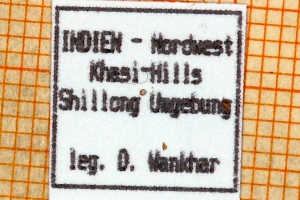 INDIEN - Nordwest
Khasi-Hills
Shillong Umgebung
leg. D. Wankhar